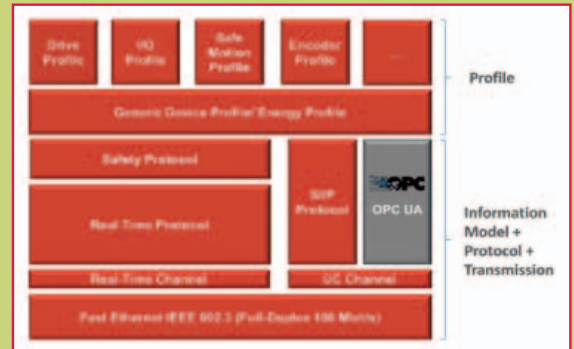 Drive
Profile
I/O
Profile
Safe
Motion
Profile
Encoder
Profile
...
Profile
Generic Device Profile/ Energy Profile
Safety Protocol
Real-Time Protocol
Protocol
OPC
OPC UA
Information
Model +
Protocol +
Transmission
Real-Time Channel
UC Channel
Fast Ethernet IEEE 802.3 (Full-Duplex 100 Mbit/s)